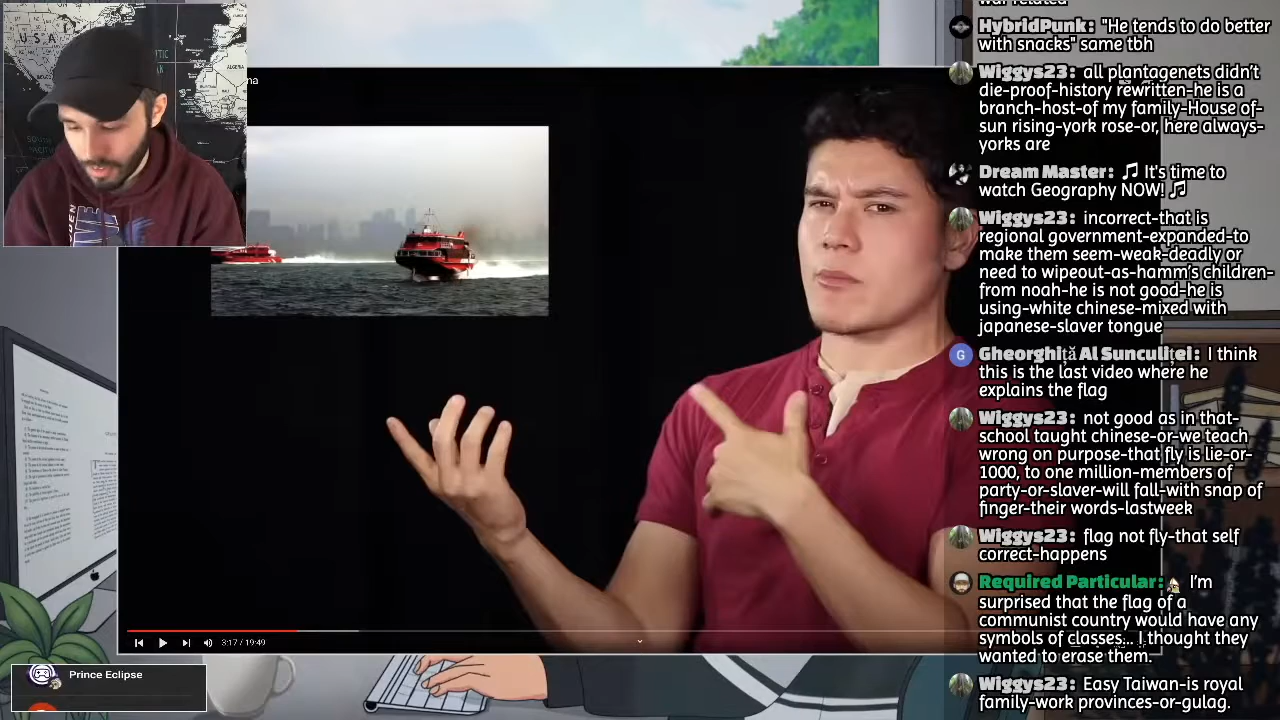 U S A
ALGERIA
SOUTH
na
war related
HybridPunk: "He tends to do better
with snacks" same tbh
Wiggys23: all plantagenets didn't
die-proof-history rewritten-he is a
branch-host-of my family-House of-
sun rising-york rose-or, here always-
yorks are
Dream Master: 🎵 It's time to
watch Geography NOW! 🎵
Wiggys23: incorrect-that is
regional government-expanded-to
make them seem-weak-deadly or
need to wipeout-as-hamm's children-
from noah-he is not good-he is
using-white chinese-mixed with
japanese-slaver tongue
G Gheorghiță Al Sunculiței: I think
this is the last video where he
explains the flag
Wiggys23: not good as in that-
school taught chinese-or-we teach
wrong on purpose-that fly is lie-or-
1000, to one million-members of
party-or-slaver-will fall-with snap of
finger-their words-lastweek
Wiggys23: flag not fly-that self
correct-happens
Required Particular: I'm
surprised that the flag of a
communist country would have any
symbols of classes... I thought they
wanted to erase them.
Wiggys23: Easy Taiwan-is royal
family-work provinces-or-gulag.
3:17 / 19:49
Prince Eclipse